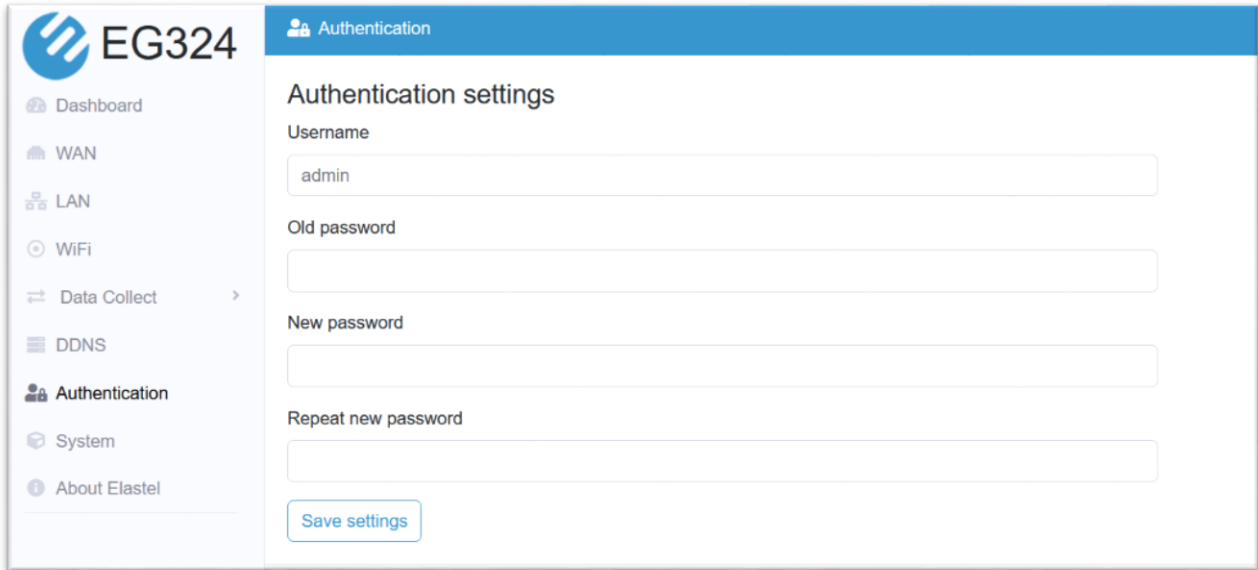 EG324
Dashboard
WAN
LAN
WiFi
Data Collect
DDNS
Authentication
System
About Elastel
Authentication
Authentication settings
Username
admin
Old password
New password
Repeat new password
Save settings